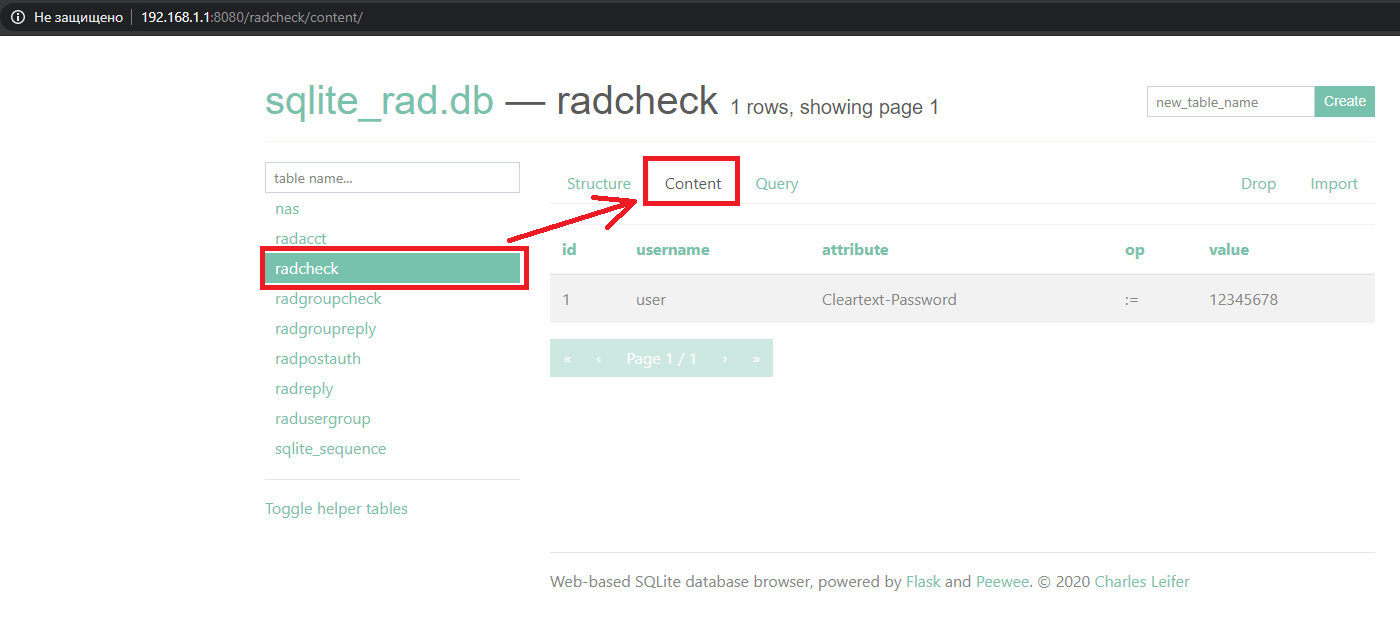 Не защищено 192.168.1.1:8080/radcheck/content/
sqlite_rad.db — radcheck 1 rows, showing page 1
new_table_name Create
table name...
nas
radacct
radcheck
radgroupcheck
radgroupreply
radpostauth
radreply
radusergroup
sqlite_sequence
Toggle helper tables
Structure Content Query Drop Import
id username attribute op value
1 user Cleartext-Password := 12345678
« ‹ Page 1 / 1 › »
Web-based SQLite database browser, powered by Flask and Peewee. © 2020 Charles Leifer